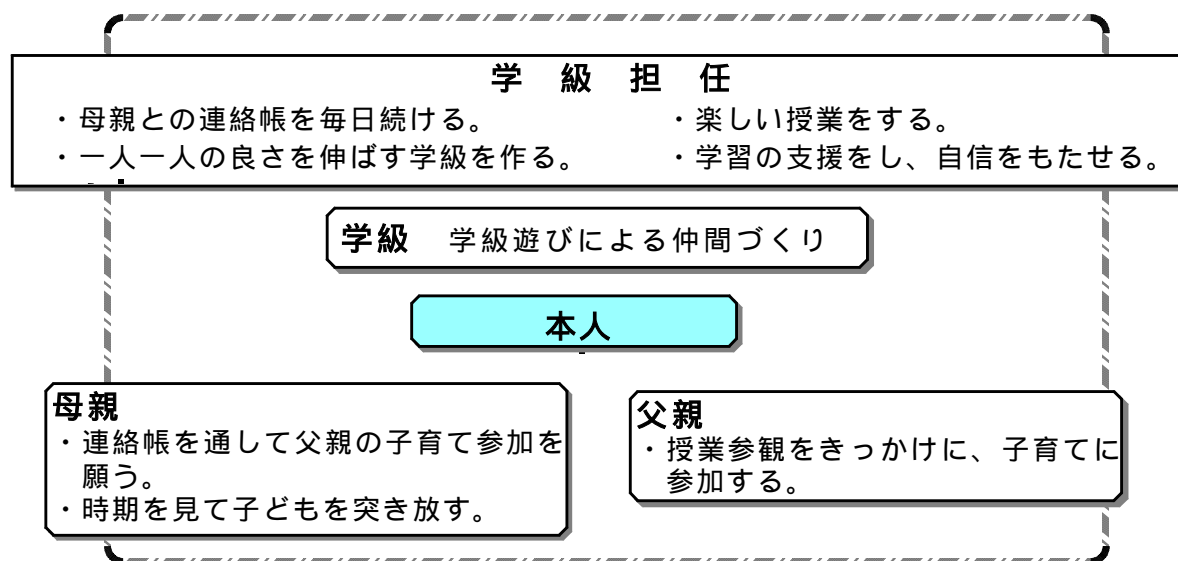 学 級 担 任
・母親との連絡帳を毎日続ける。
・一人一人の良さを伸ばす学級を作る。
・楽しい授業をする。
・学習の支援をし、自信をもたせる。
学級 学級遊びによる仲間づくり
本人
母親
・連絡帳を通して父親の子育て参加を
願う。
・時期を見て子どもを突き放す。
父親
・授業参観をきっかけに、子育てに
参加する。